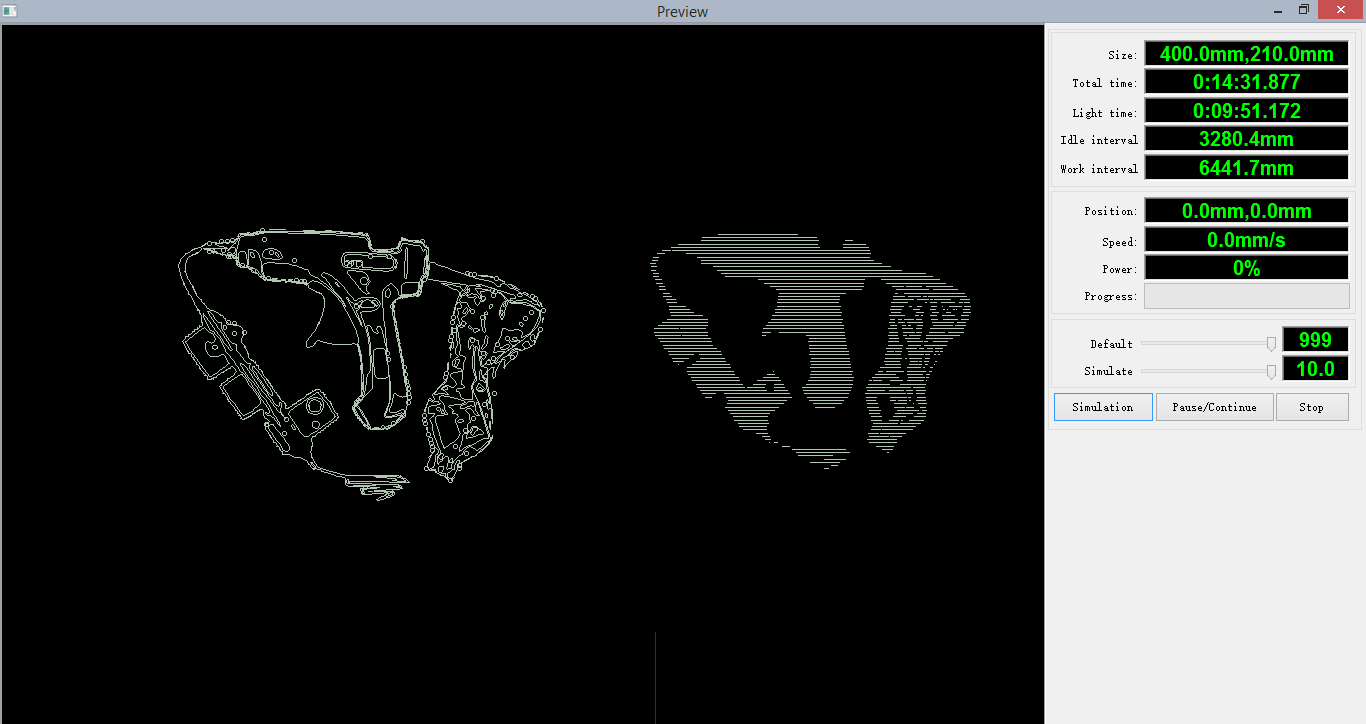 Preview
Size: 400.0mm,210.0mm
Total time: 0:14:31.877
Light time: 0:09:51.172
Idle interval 3280.4mm
Work interval 6441.7mm
Position: 0.0mm,0.0mm
Speed: 0.0mm/s
Power: 0%
Progress:
Default 999
Simulate 10.0
Simulation Pause/Continue Stop